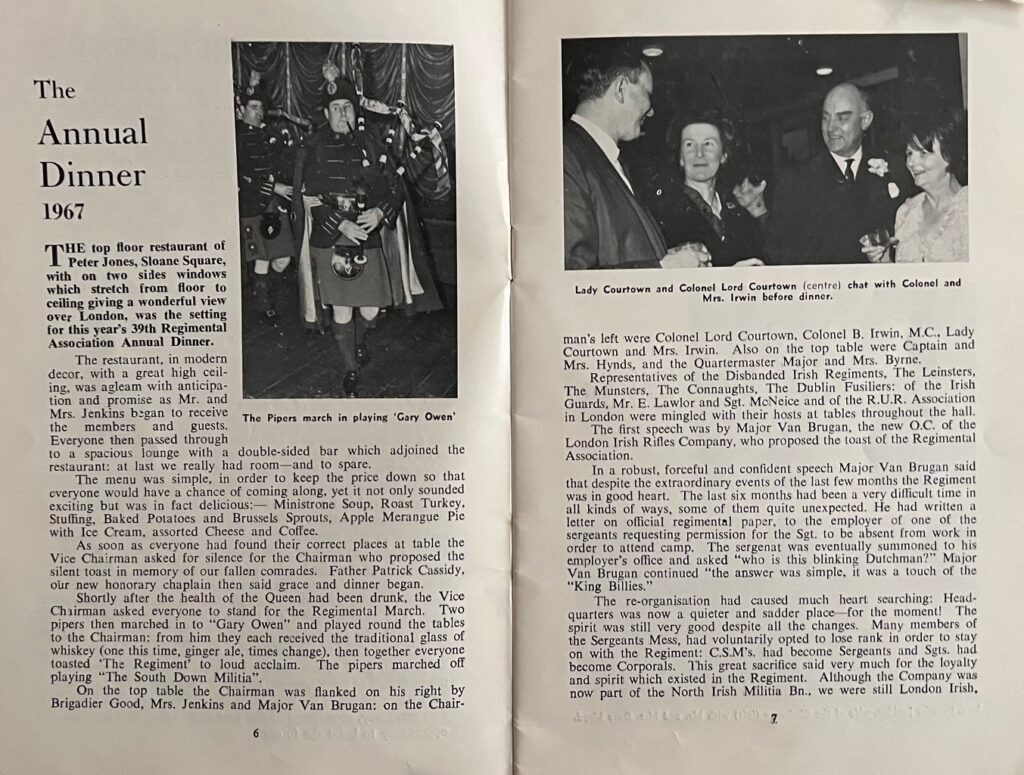 The
Annual
Dinner
1967
THE top floor restaurant of
Peter Jones, Sloane Square,
with on two sides windows
which stretch from floor to
ceiling giving a wonderful view
over London, was the setting
for this year's 39th Regimental
Association Annual Dinner.
The restaurant, in modern
decor, with a great high ceil-
ing, was agleam with anticipa-
tion and promise as Mr. and
Mrs. Jenkins began to receive
the members and guests.
Everyone then passed through
to a spacious lounge with a double-sided bar which adjoined the
restaurant: at last we really had room—and to spare.
The menu was simple, in order to keep the price down so that
everyone would have a chance of coming along, yet it not only sounded
exciting but was in fact delicious:— Ministrone Soup, Roast Turkey,
Stuffing, Baked Potatoes and Brussels Sprouts, Apple Merangue Pie
with Ice Cream, assorted Cheese and Coffee.
As soon as everyone had found their correct places at table the
Vice Chairman asked for silence for the Chairman who proposed the
silent toast in memory of our fallen comrades. Father Patrick Cassidy,
our new honorary chaplain then said grace and dinner began.
Shortly after the health of the Queen had been drunk, the Vice
Chairman asked everyone to stand for the Regimental March. Two
pipers then marched in to "Gary Owen" and played round the tables
to the Chairman: from him they each received the traditional glass of
whiskey (one this time, ginger ale, times change), then together everyone
toasted 'The Regiment' to loud acclaim. The pipers marched off
playing "The South Down Militia".
On the top table the Chairman was flanked on his right by
Brigadier Good, Mrs. Jenkins and Major Van Brugan: on the Chair-
The Pipers march in playing 'Gary Owen'
6
Lady Courtown and Colonel Lord Courtown (centre) chat with Colonel and
Mrs. Irwin before dinner.
man's left were Colonel Lord Courtown, Colonel B. Irwin, M.C., Lady
Courtown and Mrs. Irwin. Also on the top table were Captain and
Mrs. Hynds, and the Quartermaster Major and Mrs. Byrne.
Representatives of the Disbanded Irish Regiments, The Leinsters,
The Munsters, The Connaughts, The Dublin Fusiliers: of the Irish
Guards, Mr. E. Lawlor and Sgt. McNeice and of the R.U.R. Association
in London were mingled with their hosts at tables throughout the hall.
The first speech was by Major Van Brugan, the new O.C. of the
London Irish Rifles Company, who proposed the toast of the Regimental
Association.
In a robust, forceful and confident speech Major Van Brugan said
that despite the extraordinary events of the last few months the Regiment
was in good heart. The last six months had been a very difficult time in
all kinds of ways, some of them quite unexpected. He had written a
letter on official regimental paper, to the employer of one of the
sergeants requesting permission for the Sgt. to be absent from work in
order to attend camp. The sergenat was eventually summoned to his
employer's office and asked "who is this blinking Dutchman?" Major
Van Brugan continued "the answer was simple, it was a touch of the
"King Billies."
The re-organisation had caused much heart searching: Head-
quarters was now a quieter and sadder place—for the moment! The
spirit was still very good despite all the changes. Many members of
the Sergeants Mess, had voluntarily opted to lose rank in order to stay
on with the Regiment: C.S.M's. had become Sergeants and Sgts. had
become Corporals. This great sacrifice said very much for the loyalty
and spirit which existed in the Regiment. Although the Company was
now part of the North Irish Militia Bn., we were still London Irish,
7